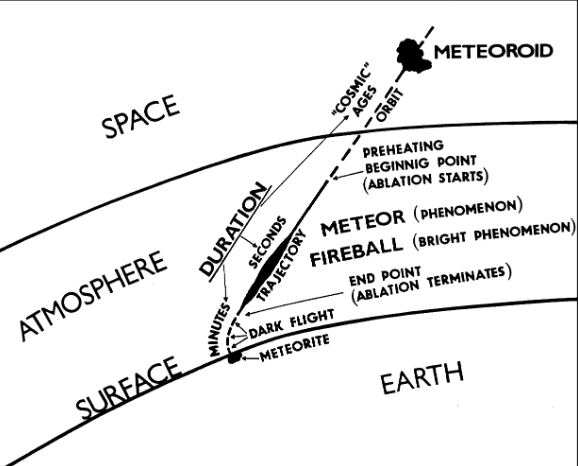 METEOROID
"COSMIC"
AGES
ORBIT
SPACE
PREHEATING
BEGINNIG POINT
(ABLATION STARTS)
DURATION
SECONDS
TRAJECTORY
METEOR (PHENOMENON)
FIREBALL (BRIGHT PHENOMENON)
ATMOSPHERE
END POINT
(ABLATION TERMINATES)
MINUTES
DARK FLIGHT
METEORITE
SURFACE
EARTH